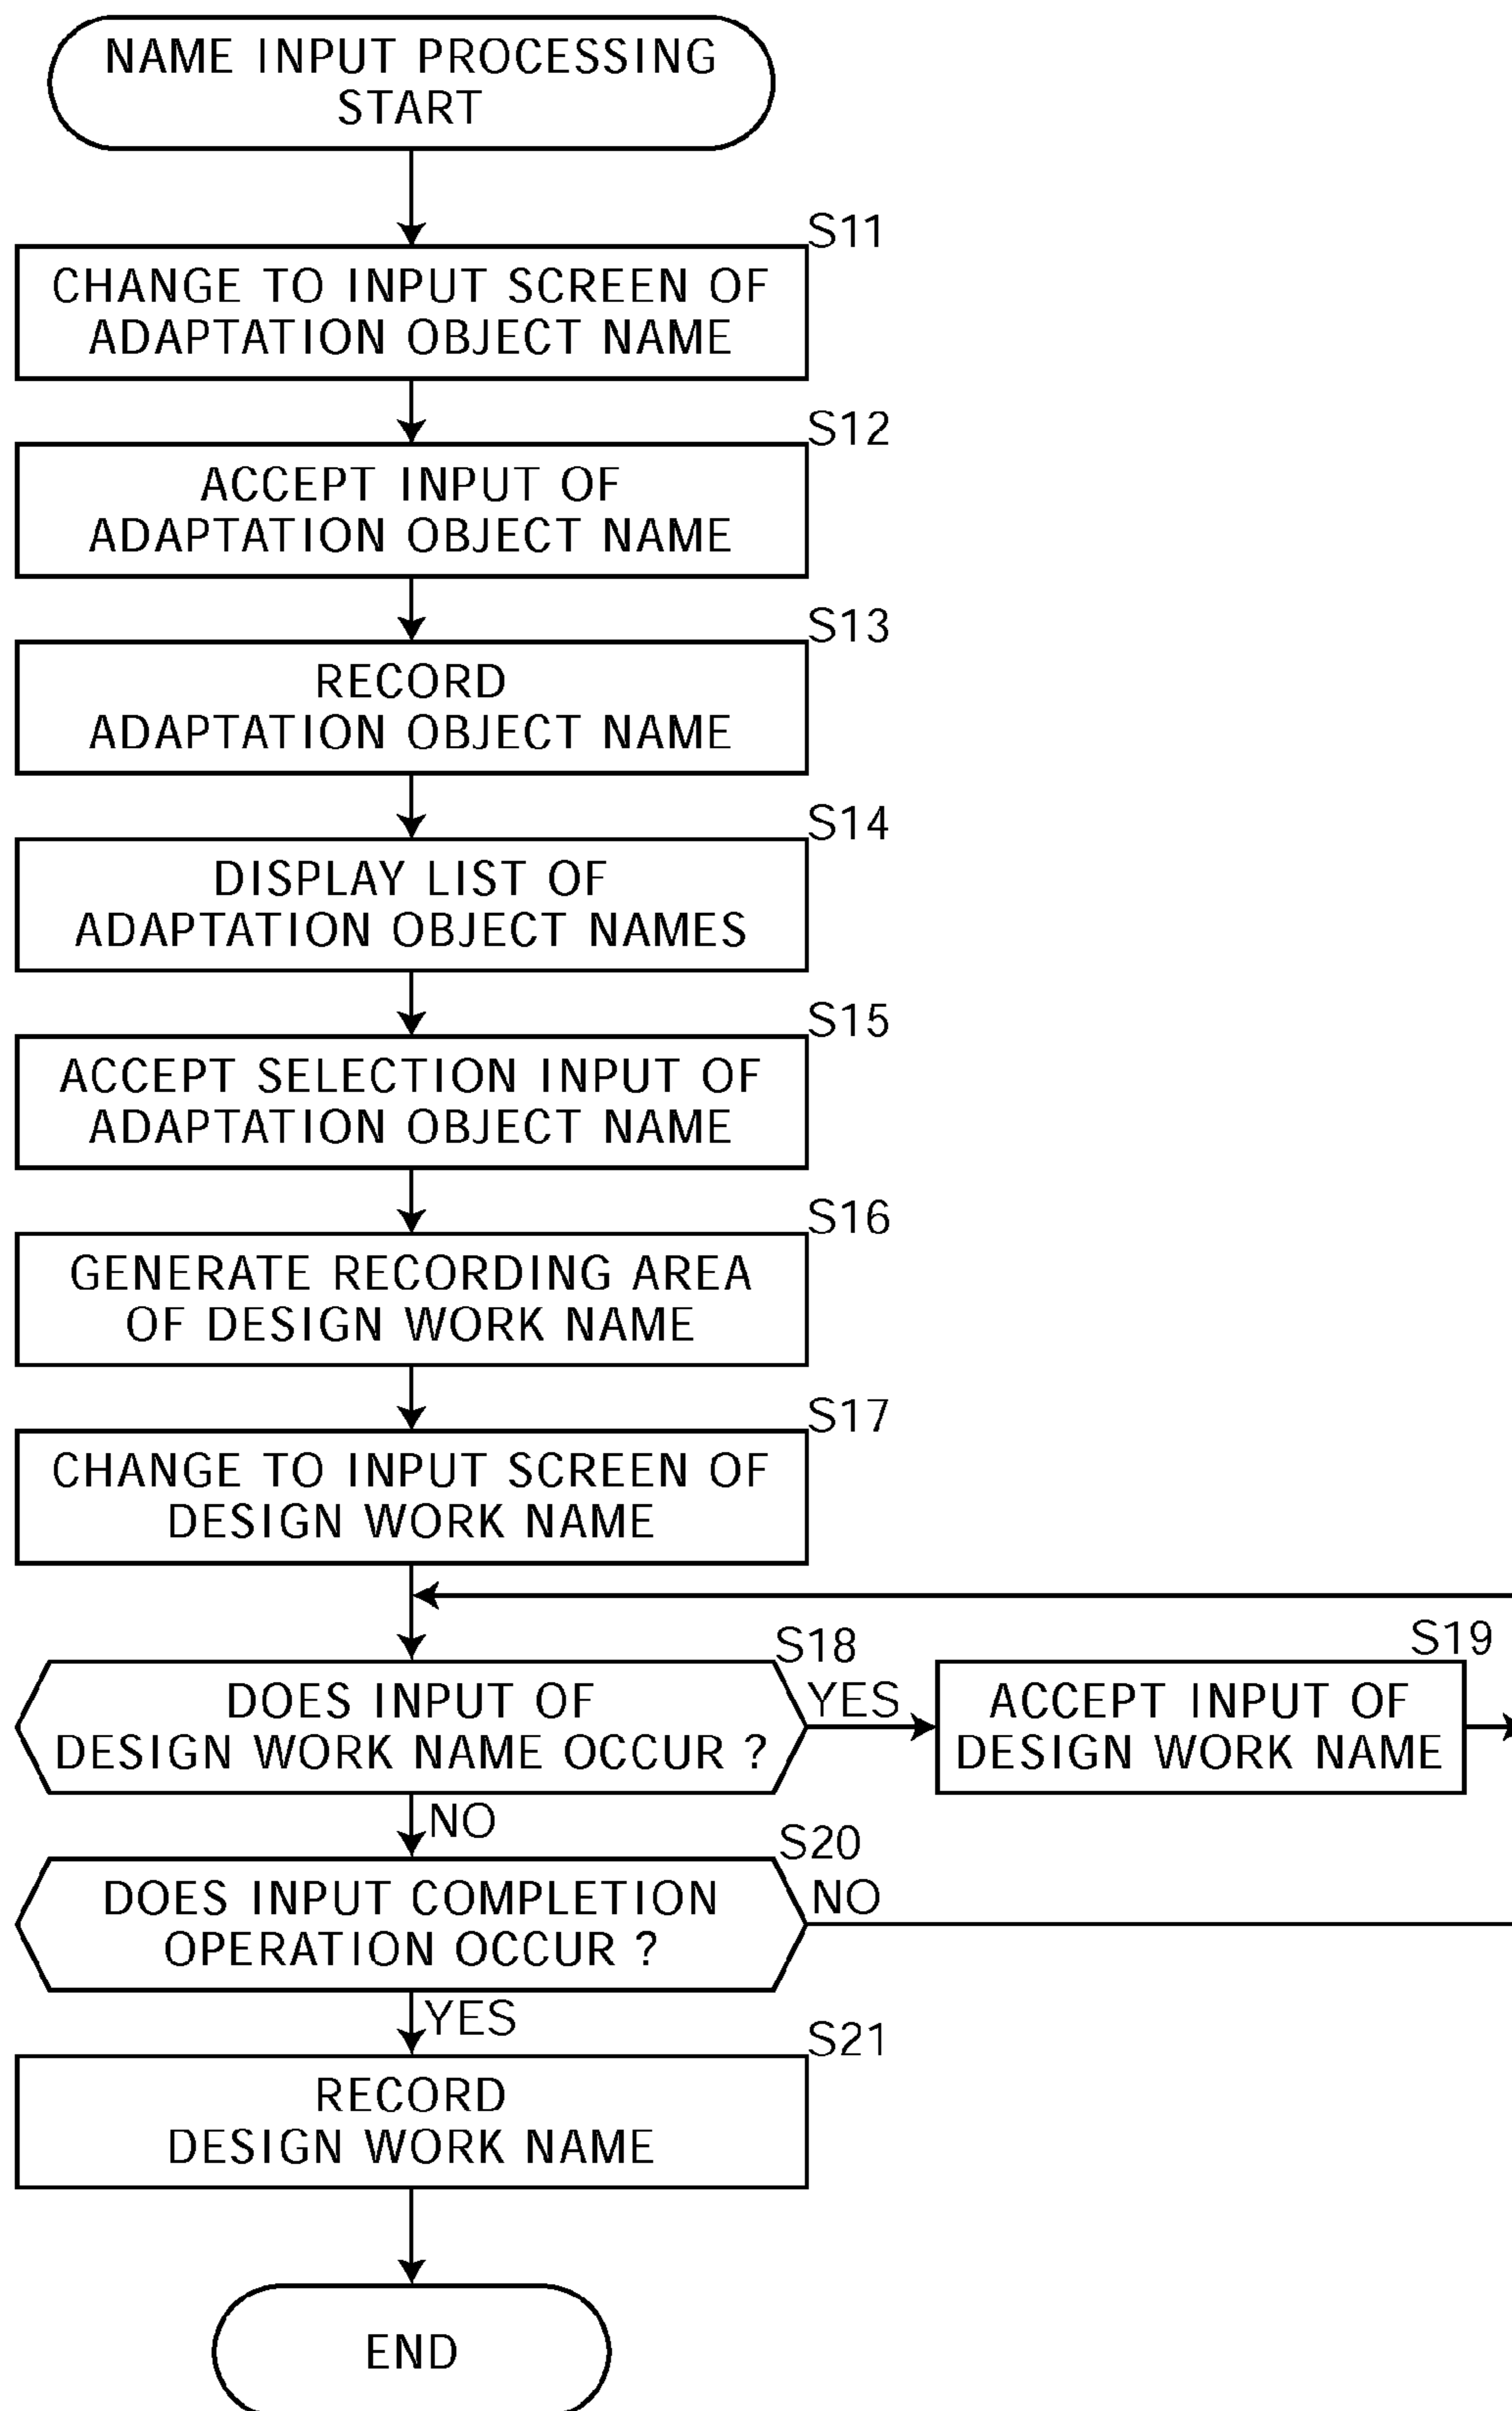 NAME INPUT PROCESSING
START
S11
CHANGE TO INPUT SCREEN OF
ADAPTATION OBJECT NAME
S12
ACCEPT INPUT OF
ADAPTATION OBJECT NAME
S13
RECORD
ADAPTATION OBJECT NAME
S14
DISPLAY LIST OF
ADAPTATION OBJECT NAMES
S15
ACCEPT SELECTION INPUT OF
ADAPTATION OBJECT NAME
S16
GENERATE RECORDING AREA
OF DESIGN WORK NAME
S17
CHANGE TO INPUT SCREEN OF
DESIGN WORK NAME
S18
DOES INPUT OF
DESIGN WORK NAME OCCUR ?
YES
S19
ACCEPT INPUT OF
DESIGN WORK NAME
NO
S20
DOES INPUT COMPLETION
OPERATION OCCUR ?
NO
YES
S21
RECORD
DESIGN WORK NAME
END